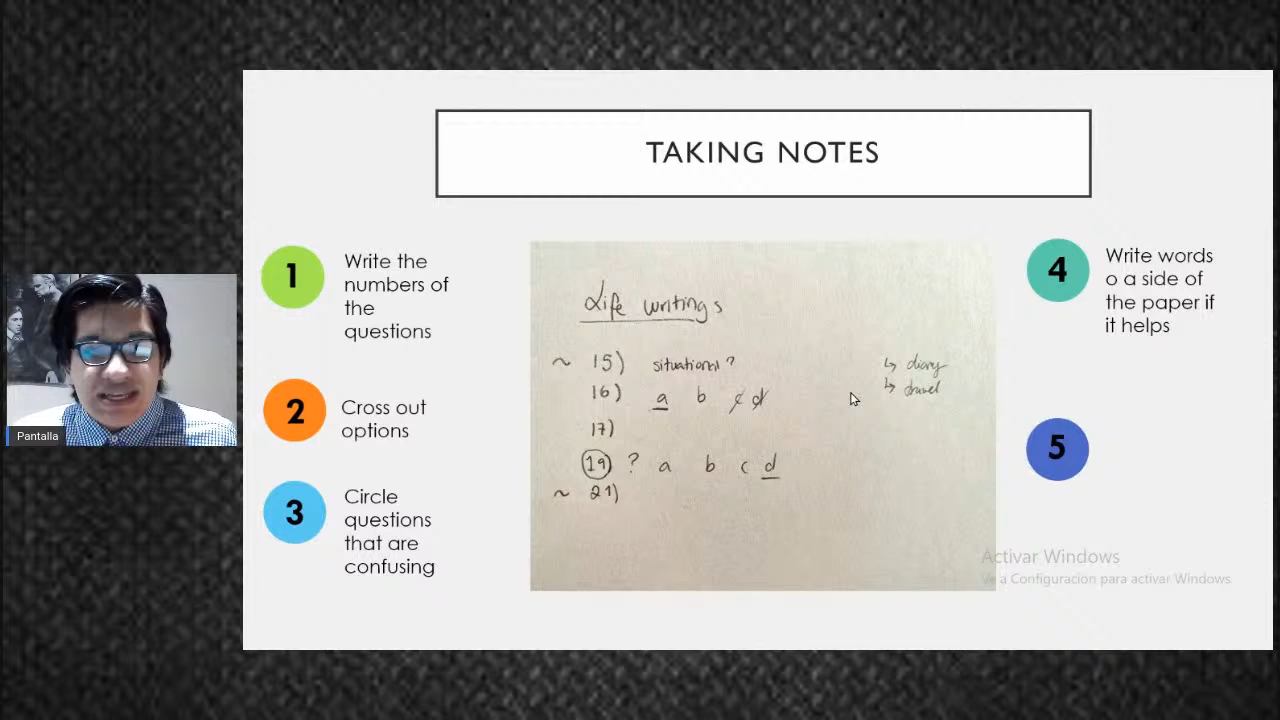 TAKING NOTES
1
Write the
numbers of
the
questions
2
Cross out
options
3
Circle
questions
that are
confusing
Life writings
~ 15) situational?
16) a b c d
17)
19 ? a b c d
~ 21)
↳ diary
↳ travel
4
Write words
o a side of
the paper if
it helps
5
Pantalla
Activar Windows
Ve a Configuración para activar Windows.